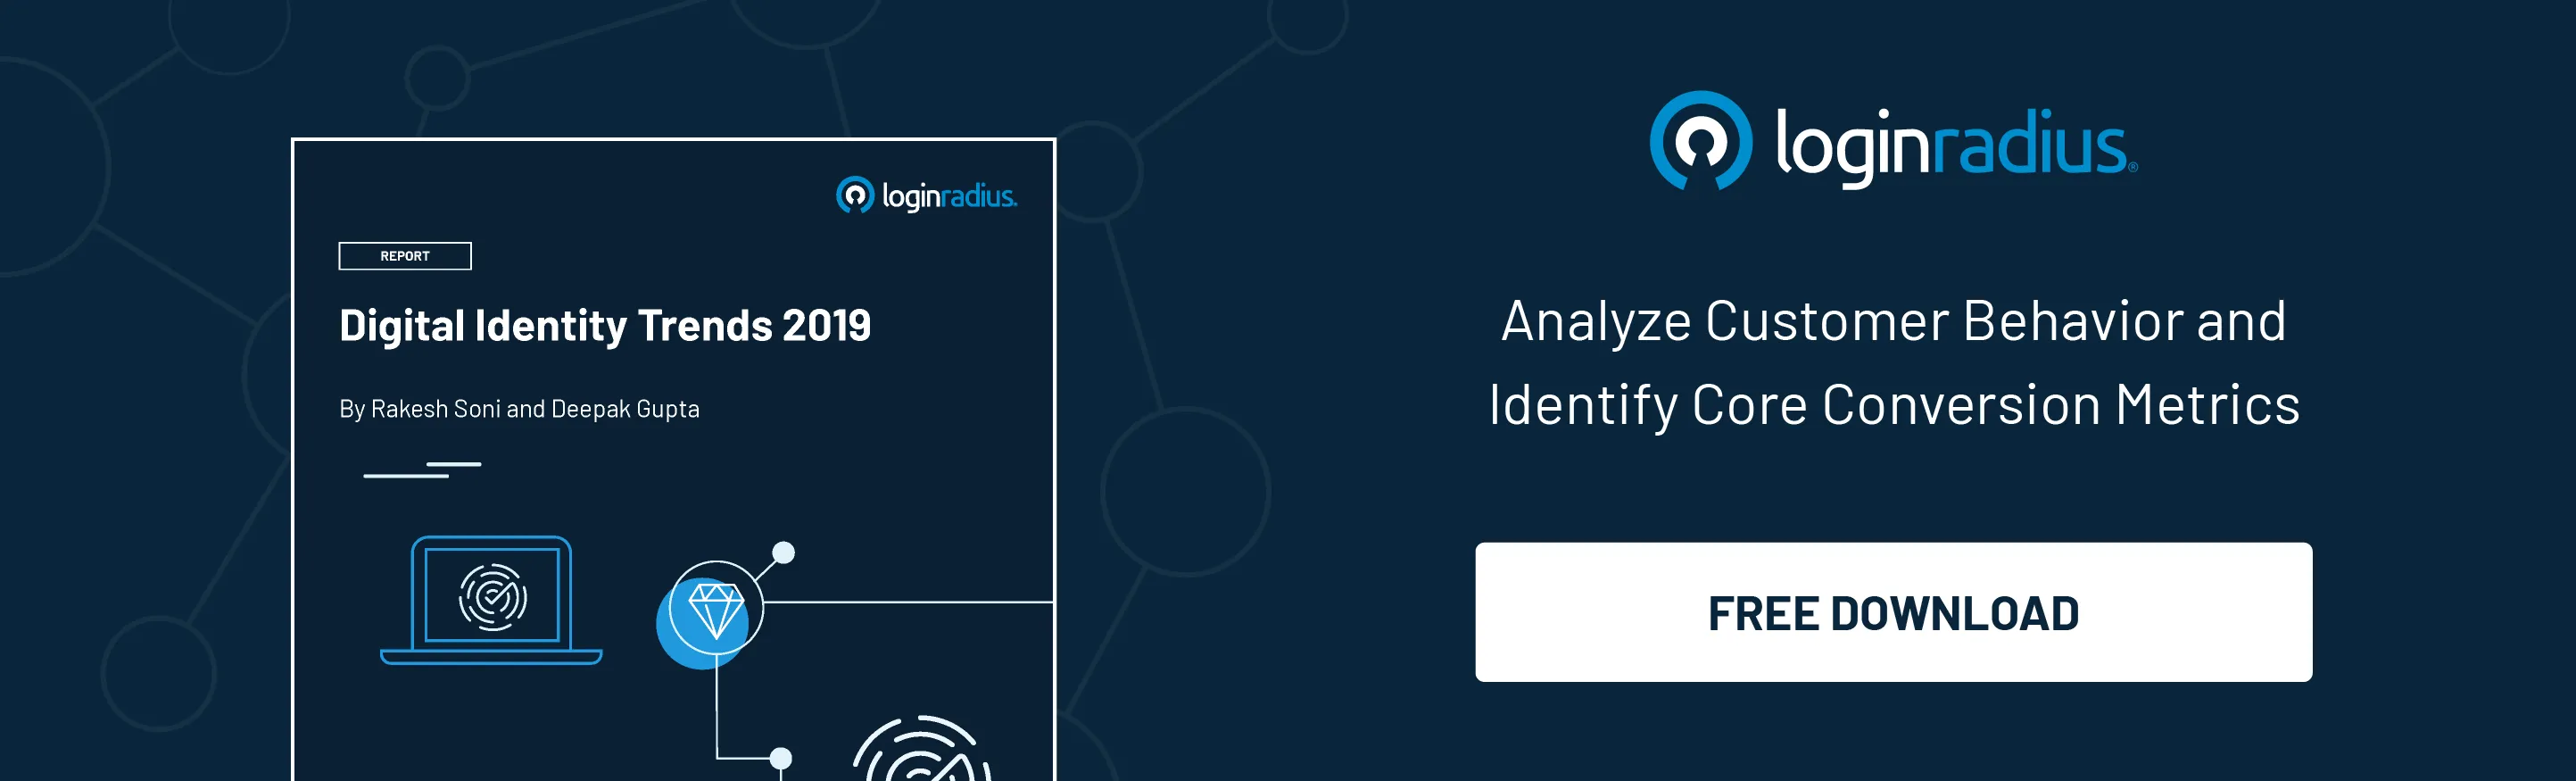 loginradius.
REPORT
Digital Identity Trends 2019
By Rakesh Soni and Deepak Gupta
loginradius®
Analyze Customer Behavior and
Identify Core Conversion Metrics
FREE DOWNLOAD